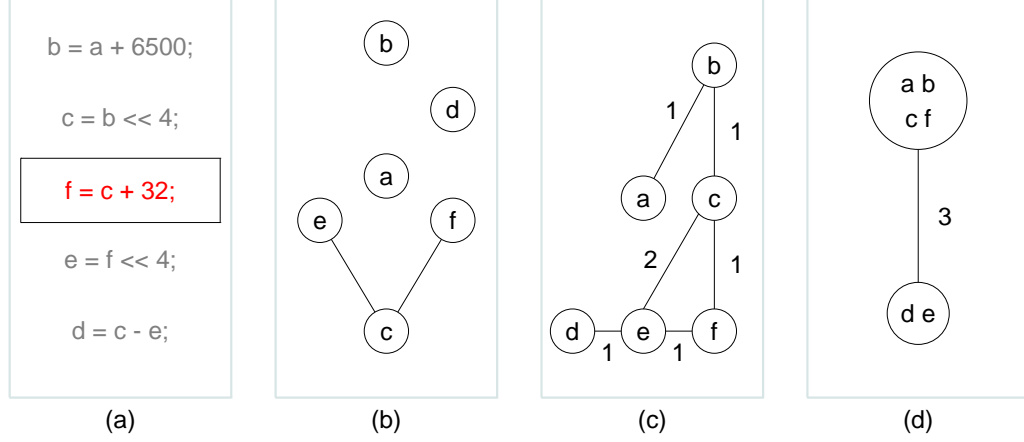 b = a + 6500;
c = b << 4;
f = c + 32;
e = f << 4;
d = c - e;
(a)
b
d
a
e
f
c
(b)
b
1
1
a
c
2
1
d
e
f
1
1
(c)
a b
c f
3
d e
(d)